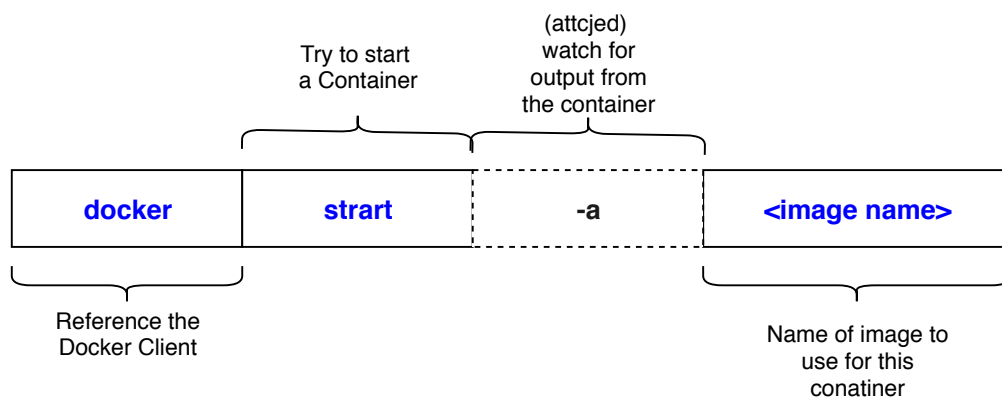 (attcjed)
watch for
output from
the container
Try to start
a Container
docker
strart
-a
<image name>
Reference the
Docker Client
Name of image to
use for this
conatiner